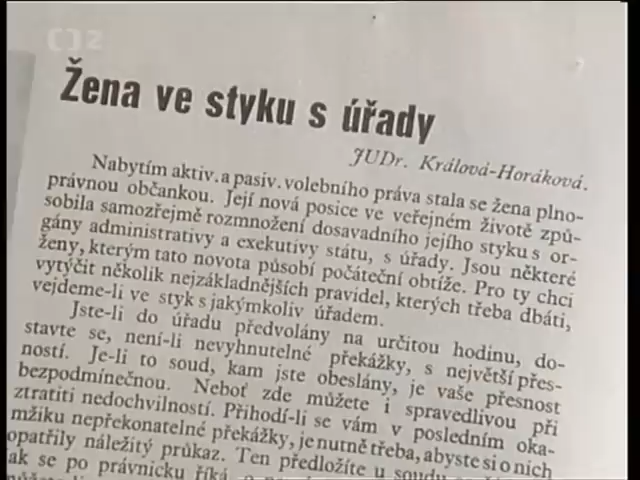 Č2
Žena ve styku s úřady
JUDr. Králová-Horáková.
Nabytím aktiv. a pasiv. volebního práva stala se žena plno-
právnou občankou. Její nová posice ve veřejném životě způ-
sobila samozřejmě rozmnožení dosavadního jejího styku s or-
gány administrativy a exekutivy státu, s úřady. Jsou některé
ženy, kterým tato novota působí počáteční obtíže. Pro ty chci
vytýčit několik nejzákladnějších pravidel, kterých třeba dbáti,
vejdeme-li ve styk s jakýmkoliv úřadem.
Jste-li do úřadu předvolány na určitou hodinu, do-
stavte se, není-li nevyhnutelné překážky, s největší přes-
ností. Je-li to soud, kam jste obeslány, je vaše přesnost
bezpodmínečnou. Neboť zde můžete i spravedlivou při
ztratiti nedochvilností. Přihodí-li se vám v posledním oka-
mžiku nepřekonatelné překážky, je nutně třeba, abyste si o nich
opatřily náležitý průkaz. Ten předložíte u soudu
ak se po právnicku říká